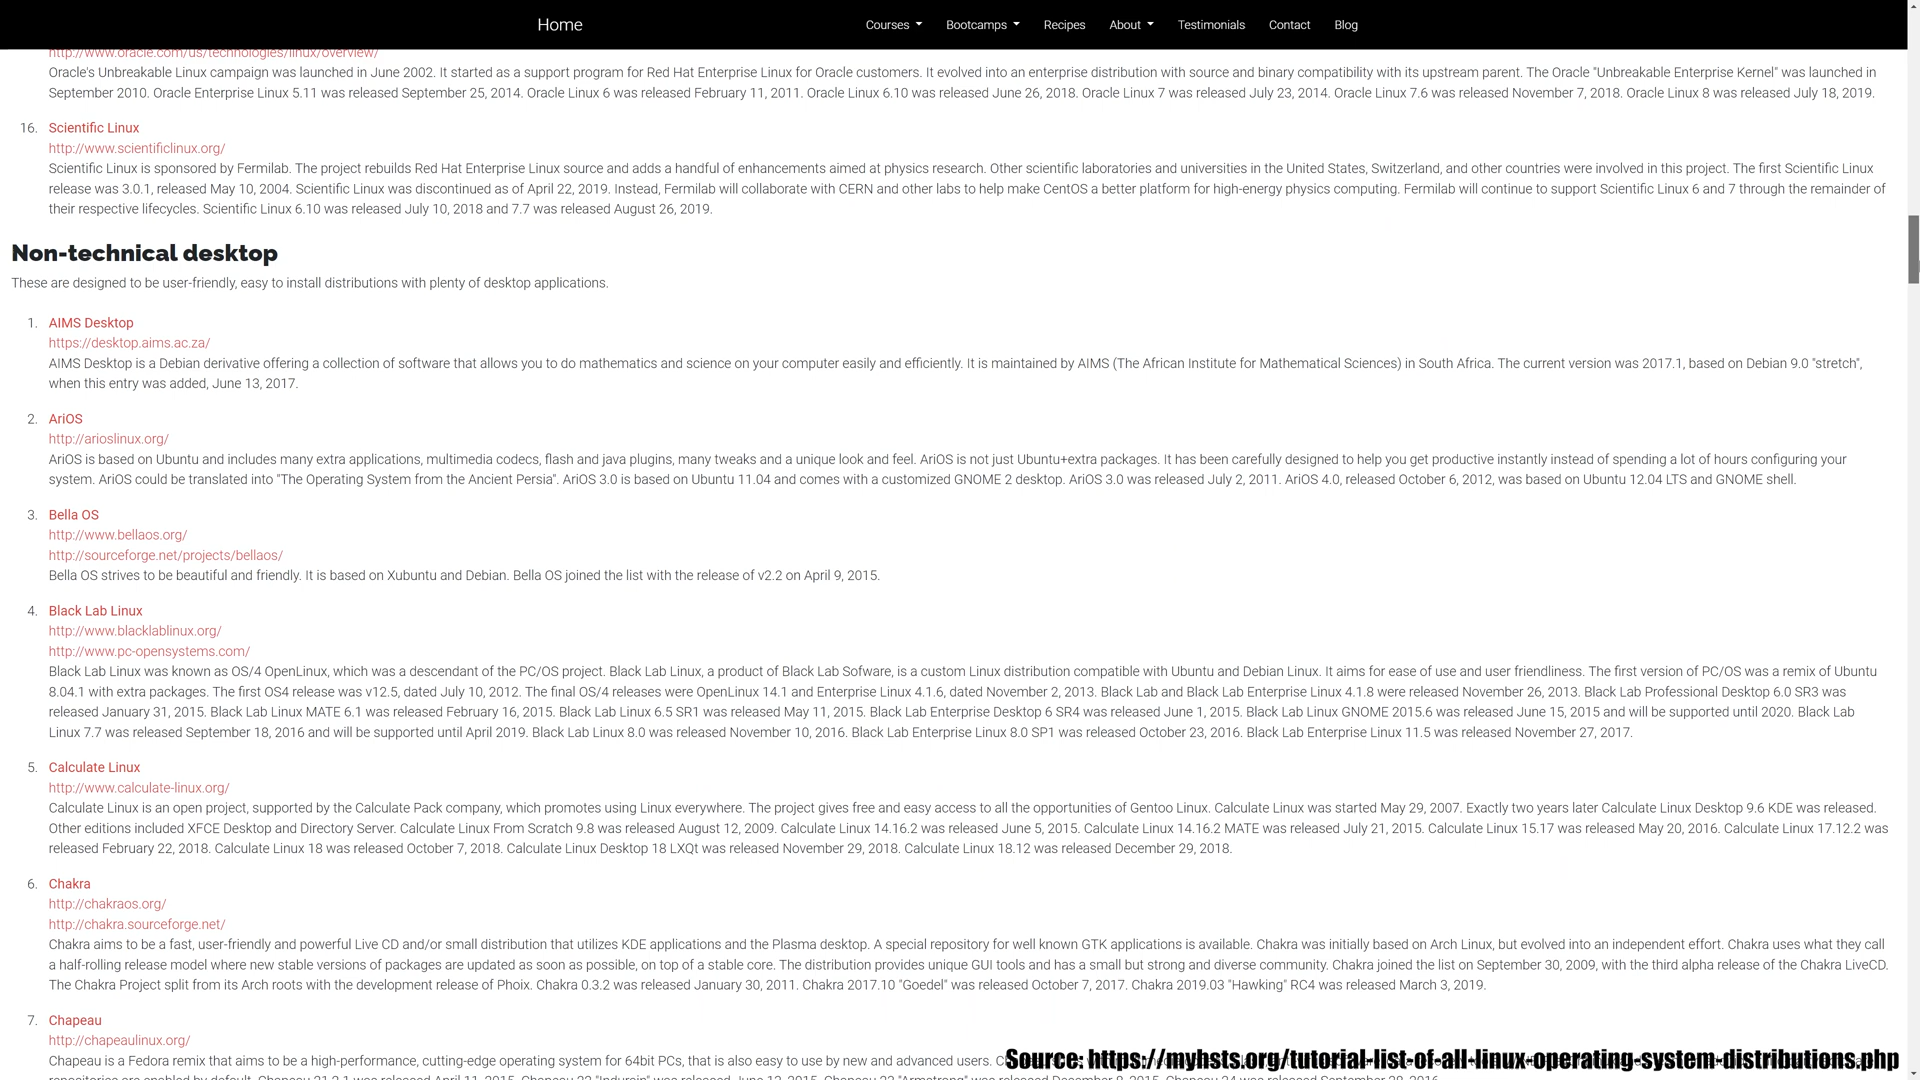 Home Courses Bootcamps Recipes About Testimonials Contact Blog
http://www.oracle.com/us/technologies/linux/overview/
Oracle's Unbreakable Linux campaign was launched in June 2002. It started as a support program for Red Hat Enterprise Linux for Oracle customers. It evolved into an enterprise distribution with source and binary compatibility with its upstream parent. The Oracle "Unbreakable Enterprise Kernel" was launched in
September 2010. Oracle Enterprise Linux 5.11 was released September 25, 2014. Oracle Linux 6 was released February 11, 2011. Oracle Linux 6.10 was released June 26, 2018. Oracle Linux 7 was released July 23, 2014. Oracle Linux 7.6 was released November 7, 2018. Oracle Linux 8 was released July 18, 2019.
16. Scientific Linux
http://www.scientificlinux.org/
Scientific Linux is sponsored by Fermilab. The project rebuilds Red Hat Enterprise Linux source and adds a handful of enhancements aimed at physics research. Other scientific laboratories and universities in the United States, Switzerland, and other countries were involved in this project. The first Scientific Linux
release was 3.0.1, released May 10, 2004. Scientific Linux was discontinued as of April 22, 2019. Instead, Fermilab will collaborate with CERN and other labs to help make CentOS a better platform for high-energy physics computing. Fermilab will continue to support Scientific Linux 6 and 7 through the remainder of
their respective lifecycles. Scientific Linux 6.10 was released July 10, 2018 and 7.7 was released August 26, 2019.
Non-technical desktop
These are designed to be user-friendly, easy to install distributions with plenty of desktop applications.
1. AIMS Desktop
https://desktop.aims.ac.za/
AIMS Desktop is a Debian derivative offering a collection of software that allows you to do mathematics and science on your computer easily and efficiently. It is maintained by AIMS (The African Institute for Mathematical Sciences) in South Africa. The current version was 2017.1, based on Debian 9.0 "stretch",
when this entry was added, June 13, 2017.
2. AriOS
http://arioslinux.org/
AriOS is based on Ubuntu and includes many extra applications, multimedia codecs, flash and java plugins, many tweaks and a unique look and feel. AriOS is not just Ubuntu+extra packages. It has been carefully designed to help you get productive instantly instead of spending a lot of hours configuring your
system. AriOS could be translated into "The Operating System from the Ancient Persia". AriOS 3.0 is based on Ubuntu 11.04 and comes with a customized GNOME 2 desktop. AriOS 3.0 was released July 2, 2011. AriOS 4.0, released October 6, 2012, was based on Ubuntu 12.04 LTS and GNOME shell.
3. Bella OS
http://www.bellaos.org/
http://sourceforge.net/projects/bellaos/
Bella OS strives to be beautiful and friendly. It is based on Xubuntu and Debian. Bella OS joined the list with the release of v2.2 on April 9, 2015.
4. Black Lab Linux
http://www.blacklablinux.org/
http://www.pc-opensystems.com/
Black Lab Linux was known as OS/4 OpenLinux, which was a descendant of the PC/OS project. Black Lab Linux, a product of Black Lab Sofware, is a custom Linux distribution compatible with Ubuntu and Debian Linux. It aims for ease of use and user friendliness. The first version of PC/OS was a remix of Ubuntu
8.04.1 with extra packages. The first OS4 release was v12.5, dated July 10, 2012. The final OS/4 releases were OpenLinux 14.1 and Enterprise Linux 4.1.6, dated November 2, 2013. Black Lab and Black Lab Enterprise Linux 4.1.8 were released November 26, 2013. Black Lab Professional Desktop 6.0 SR3 was
released January 31, 2015. Black Lab Linux MATE 6.1 was released February 16, 2015. Black Lab Linux 6.5 SR1 was released May 11, 2015. Black Lab Enterprise Desktop 6 SR4 was released June 1, 2015. Black Lab Linux GNOME 2015.6 was released June 15, 2015 and will be supported until 2020. Black Lab
Linux 7.7 was released September 18, 2016 and will be supported until April 2019. Black Lab Linux 8.0 was released November 10, 2016. Black Lab Enterprise Linux 8.0 SP1 was released October 23, 2016. Black Lab Enterprise Linux 11.5 was released November 27, 2017.
5. Calculate Linux
http://www.calculate-linux.org/
Calculate Linux is an open project, supported by the Calculate Pack company, which promotes using Linux everywhere. The project gives free and easy access to all the opportunities of Gentoo Linux. Calculate Linux was started May 29, 2007. Exactly two years later Calculate Linux Desktop 9.6 KDE was released.
Other editions included XFCE Desktop and Directory Server. Calculate Linux From Scratch 9.8 was released August 12, 2009. Calculate Linux 14.16.2 was released June 5, 2015. Calculate Linux 14.16.2 MATE was released July 21, 2015. Calculate Linux 15.17 was released May 20, 2016. Calculate Linux 17.12.2 was
released February 22, 2018. Calculate Linux 18 was released October 7, 2018. Calculate Linux Desktop 18 LXQt was released November 29, 2018. Calculate Linux 18.12 was released December 29, 2018.
6. Chakra
http://chakraos.org/
http://chakra.sourceforge.net/
Chakra aims to be a fast, user-friendly and powerful Live CD and/or small distribution that utilizes KDE applications and the Plasma desktop. A special repository for well known GTK applications is available. Chakra was initially based on Arch Linux, but evolved into an independent effort. Chakra uses what they call
a half-rolling release model where new stable versions of packages are updated as soon as possible, on top of a stable core. The distribution provides unique GUI tools and has a small but strong and diverse community. Chakra joined the list on September 30, 2009, with the third alpha release of the Chakra LiveCD.
The Chakra Project split from its Arch roots with the development release of Phoix. Chakra 0.3.2 was released January 30, 2011. Chakra 2017.10 "Goedel" was released October 7, 2017. Chakra 2019.03 "Hawking" RC4 was released March 3, 2019.
7. Chapeau
http://chapeaulinux.org/
Chapeau is a Fedora remix that aims to be a high-performance, cutting-edge operating system for 64bit PCs, that is also easy to use by new and advanced users.
Source: https://myhsts.org/tutorial-list-of-all-linux-operating-system-distributions.php